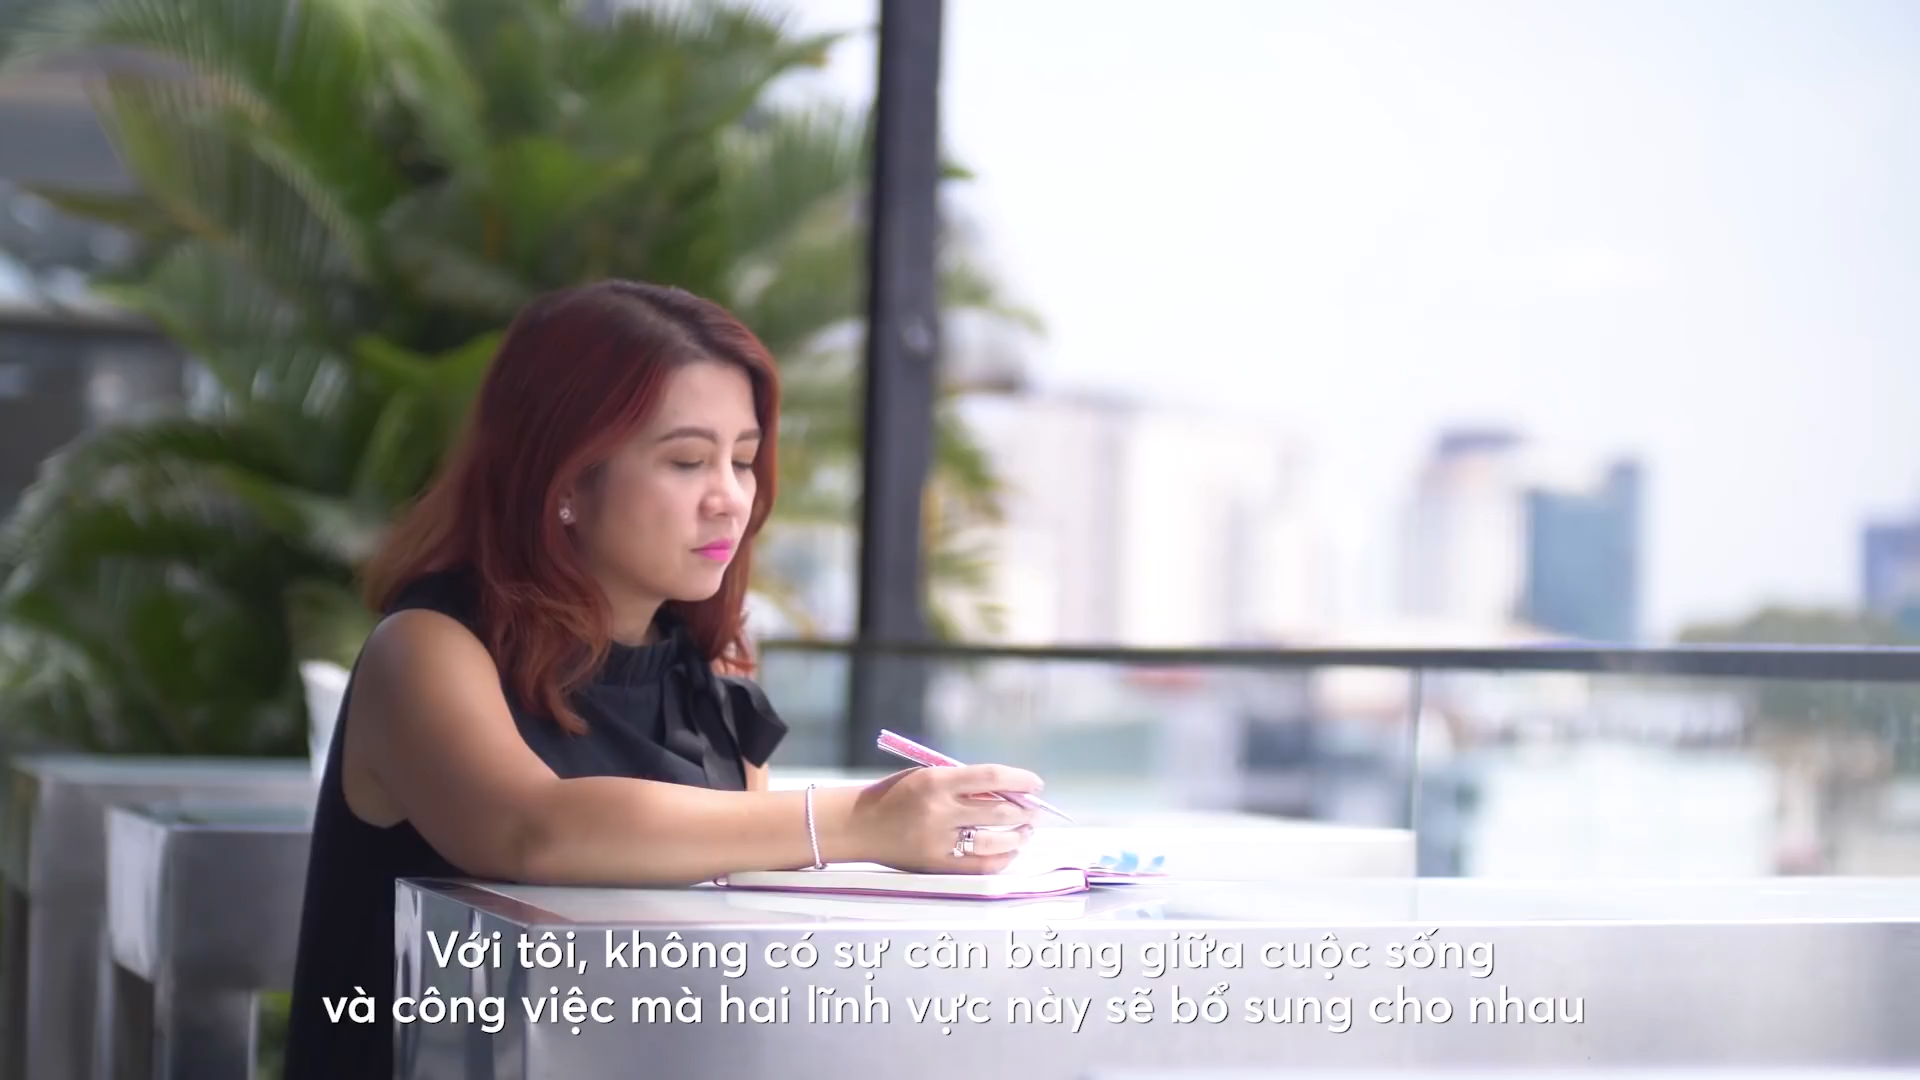 Với tôi, không có sự cân bằng giữa cuộc sống
và công việc mà hai lĩnh vực này sẽ bổ sung cho nhau